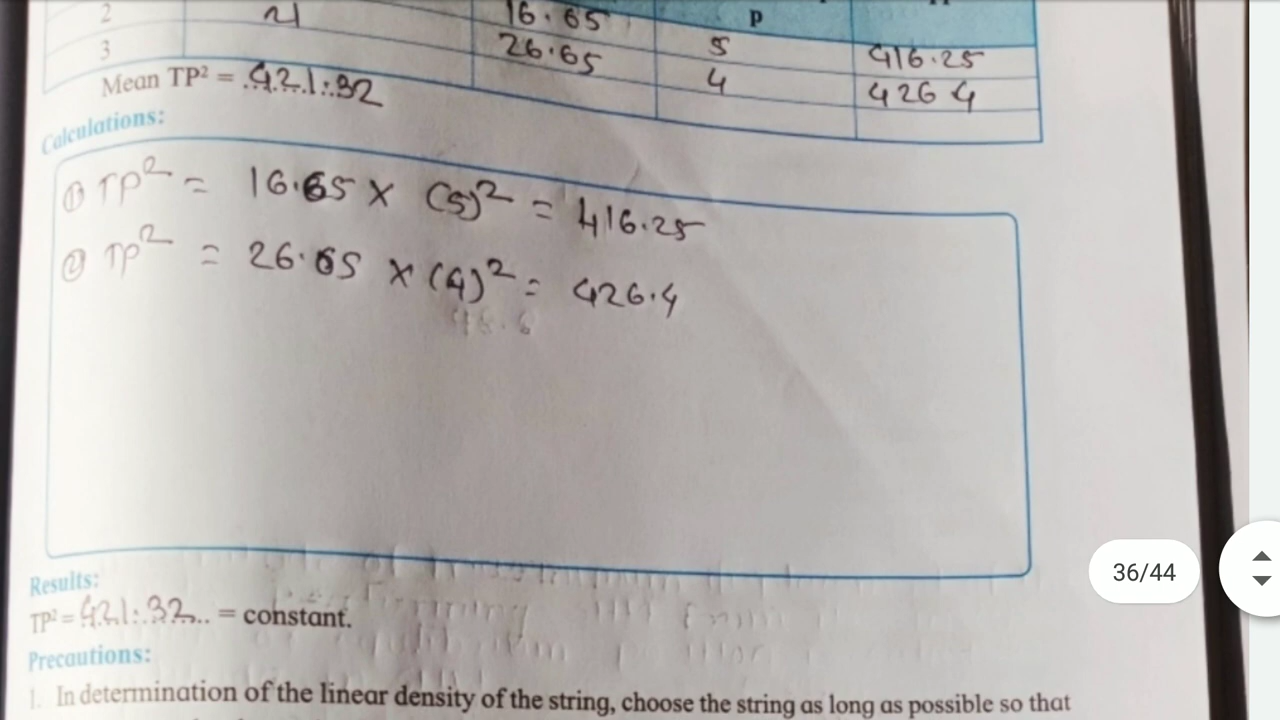 p
2 21 16.65 5 416.25
3 26.65 4 426 4
Mean TP² = 421.32
Calculations:
① TP² = 16.65 × (5)² = 416.25
② TP² = 26.65 × (4)² = 426.4
36/44
Results:
TP² = 421.32 = constant.
Precautions:
1. In determination of the linear density of the string, choose the string as long as possible so that